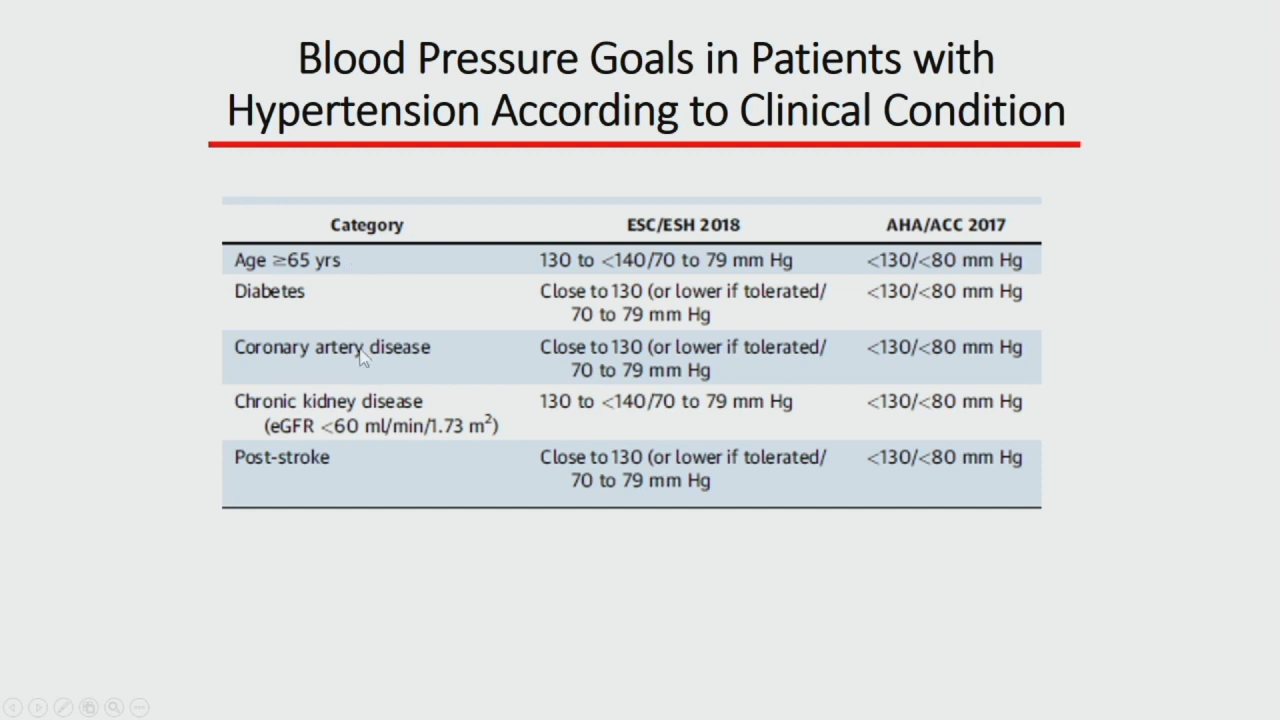 Blood Pressure Goals in Patients with
Hypertension According to Clinical Condition
Category ESC/ESH 2018 AHA/ACC 2017
Age ≥65 yrs 130 to <140/70 to 79 mm Hg <130/<80 mm Hg
Diabetes Close to 130 (or lower if tolerated/ <130/<80 mm Hg
70 to 79 mm Hg
Coronary artery disease Close to 130 (or lower if tolerated/ <130/<80 mm Hg
70 to 79 mm Hg
Chronic kidney disease 130 to <140/70 to 79 mm Hg <130/<80 mm Hg
(eGFR <60 ml/min/1.73 m²)
Post-stroke Close to 130 (or lower if tolerated/ <130/<80 mm Hg
70 to 79 mm Hg